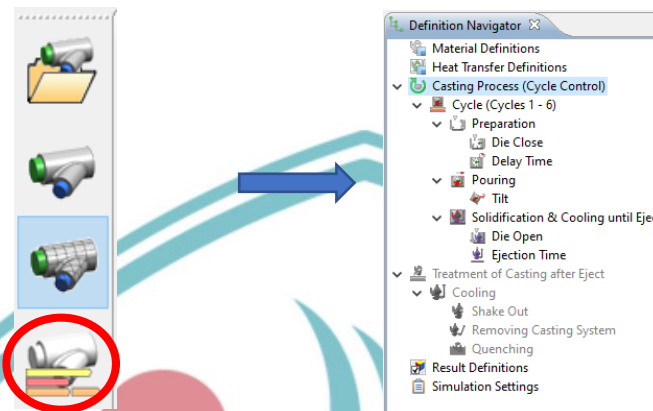 Definition Navigator
Material Definitions
Heat Transfer Definitions
Casting Process (Cycle Control)
Cycle (Cycles 1 - 6)
Preparation
Die Close
Delay Time
Pouring
Tilt
Solidification & Cooling until Eje
Die Open
Ejection Time
Treatment of Casting after Eject
Cooling
Shake Out
Removing Casting System
Quenching
Result Definitions
Simulation Settings